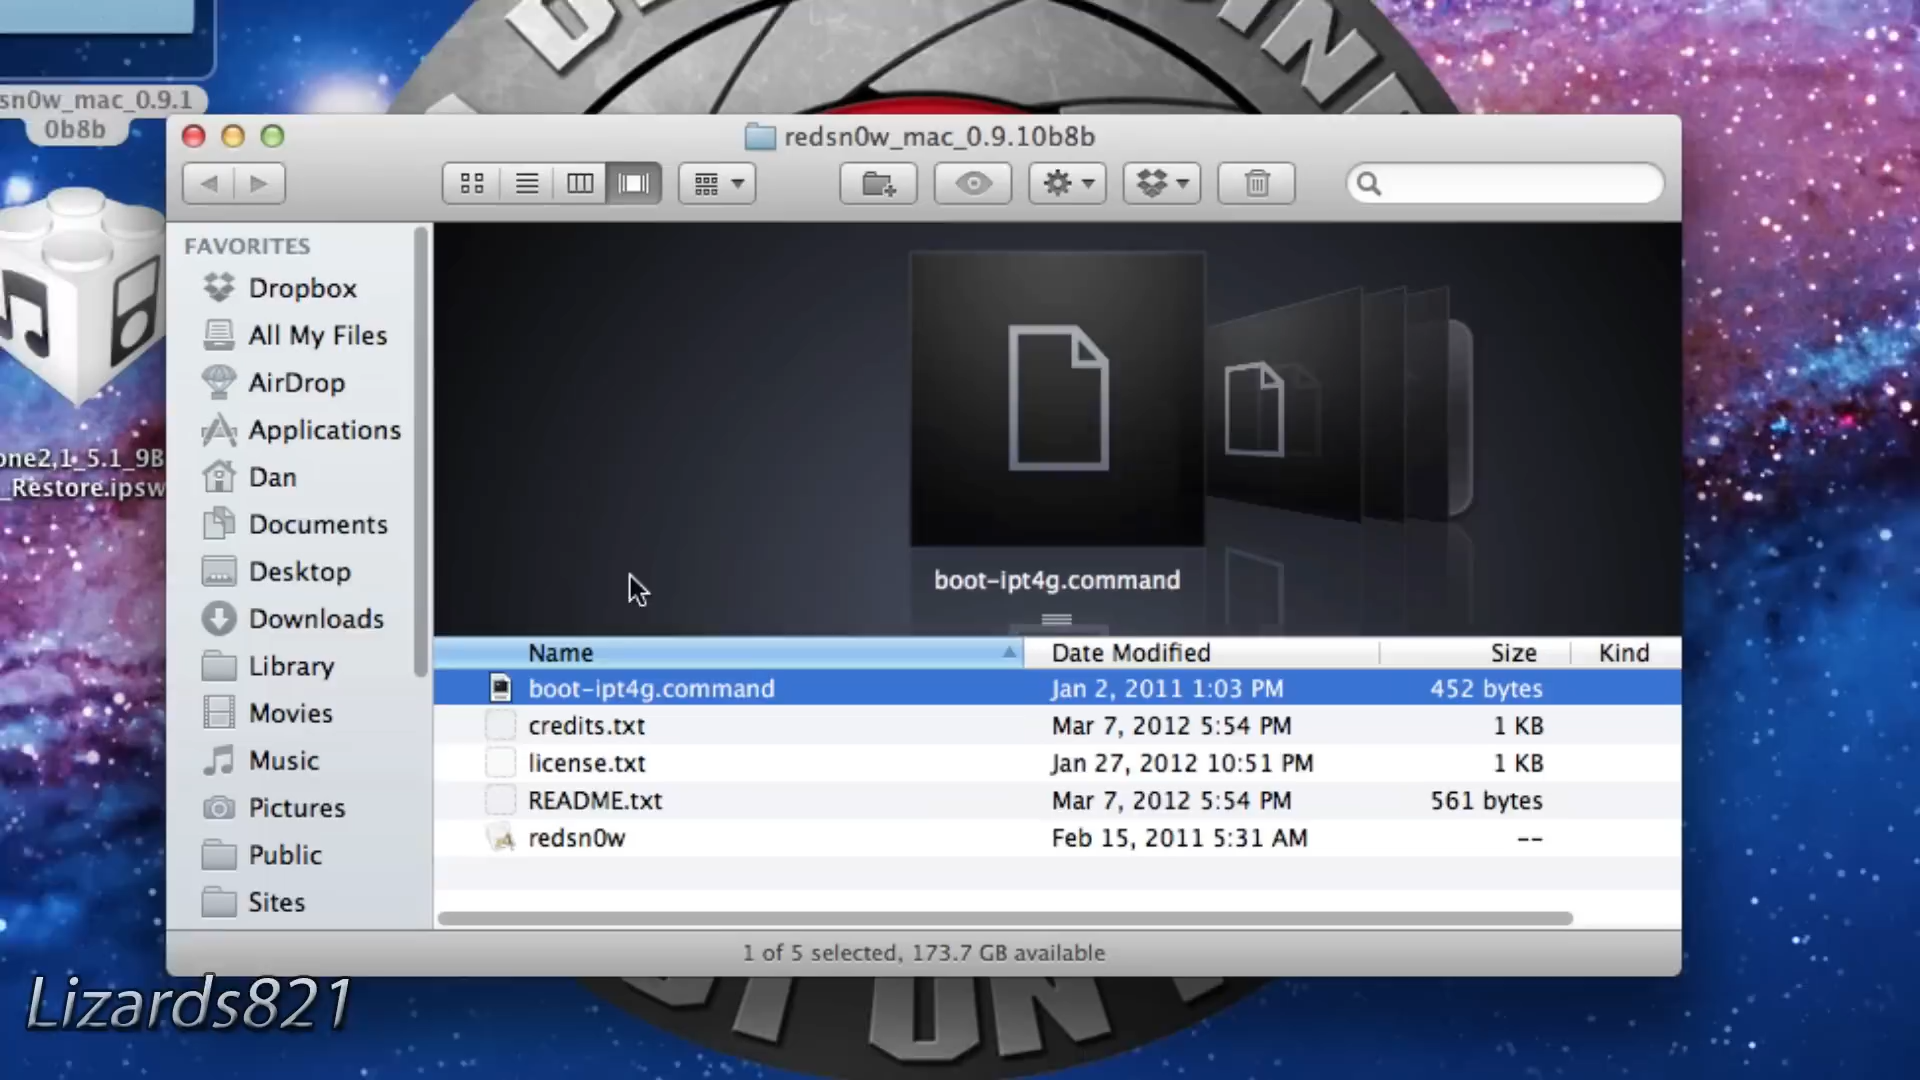 sn0w_mac_0.9.1
0b8b
redsn0w_mac_0.9.10b8b
FAVORITES
Dropbox
All My Files
AirDrop
Applications
Dan
Documents
Desktop
Downloads
Library
Movies
Music
Pictures
Public
Sites
one2,1_5.1_9B
_Restore.ipsw
boot-ipt4g.command
Name Date Modified Size Kind
boot-ipt4g.command Jan 2, 2011 1:03 PM 452 bytes
credits.txt Mar 7, 2012 5:54 PM 1 KB
license.txt Jan 27, 2012 10:51 PM 1 KB
README.txt Mar 7, 2012 5:54 PM 561 bytes
redsn0w Feb 15, 2011 5:31 AM --
1 of 5 selected, 173.7 GB available
Lizards821